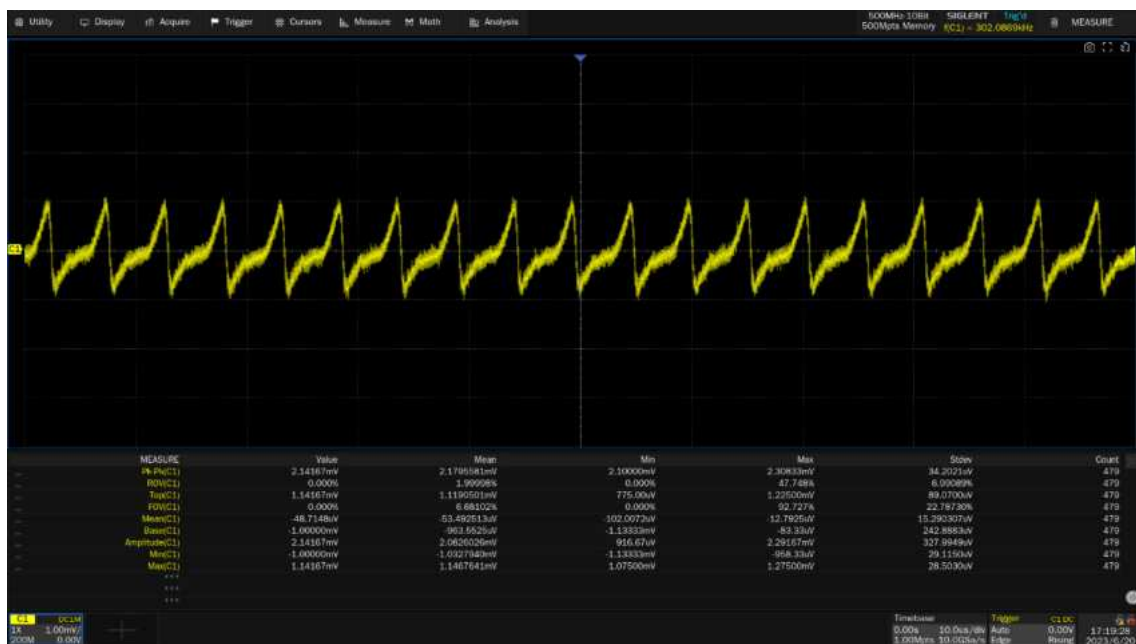 Utility Display Acquire Trigger Cursors Measure Math Analysis
500MHz 10Bit SIGLENT Trig'd
500Mpts Memory f(C1) = 302.0869kHz
MEASURE
C1
MEASURE Value Mean Min Max Stdev Count
Pk-Pk(C1) 2.14167mV 2.1795581mV 2.10000mV 2.30833mV 34.2021uV 479
ROV(C1) 0.000% 1.99998% 0.000% 47.748% 6.99089% 479
Top(C1) 1.14167mV 1.1190501mV 775.00uV 1.22500mV 89.0700uV 479
FOV(C1) 0.000% 6.68102% 0.000% 92.727% 22.78730% 479
Mean(C1) -48.7148uV -53.492513uV -102.0072uV -12.7925uV 15.290307uV 479
Base(C1) -1.00000mV -963.5525uV -1.13333mV -83.33uV 242.8883uV 479
Amplitude(C1) 2.14167mV 2.0626026mV 916.67uV 2.29167mV 327.9949uV 479
Min(C1) -1.00000mV -1.0327940mV -1.13333mV -958.33uV 29.1150uV 479
Max(C1) 1.14167mV 1.1467641mV 1.07500mV 1.27500mV 28.5030uV 479
C1 DC1M
1X 1.00mV/
200M 0.00V
Timebase
0.00s 10.0us/div
1.00Mpts 10.0GSa/s
Trigger C1 DC
Auto 0.00V
Edge Rising
17:19:28